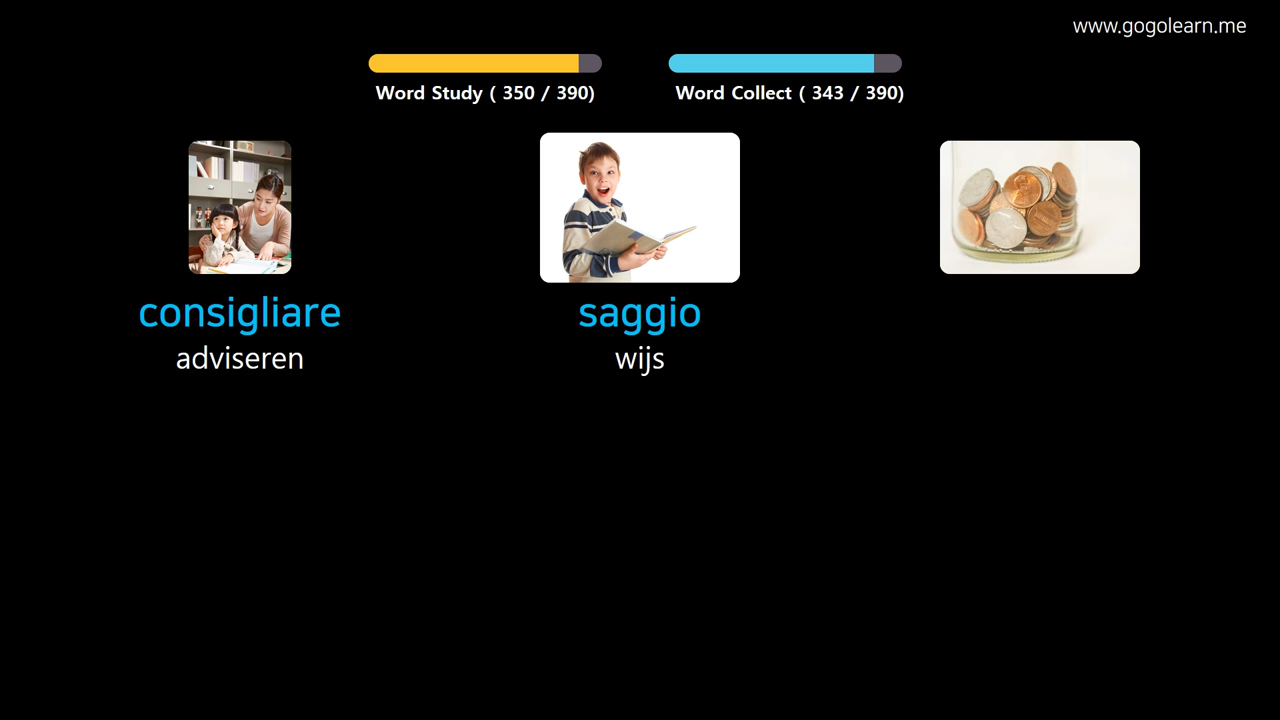 www.gogolearn.me
Word Study ( 350 / 390)
Word Collect ( 343 / 390)
consigliare
saggio
adviseren
wijs